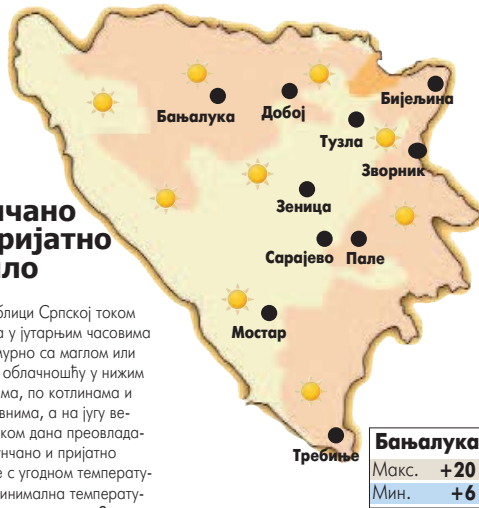 Бањалука
Добој
Бијељина
Тузла
Зворник
Зеница
Сарајево
Пале
Мостар
Требиње
чано
ријатно
ло
блици Српској током
а у јутарњим часовима
мурно са маглом или
облачношћу у нижим
ма, по котлинама и
внима, а на југу ве-
ком дана преовлада-
нчано и пријатно
е с угодном температу-
инимална температу-
Бањалука
Макс. +20
Мин. +6